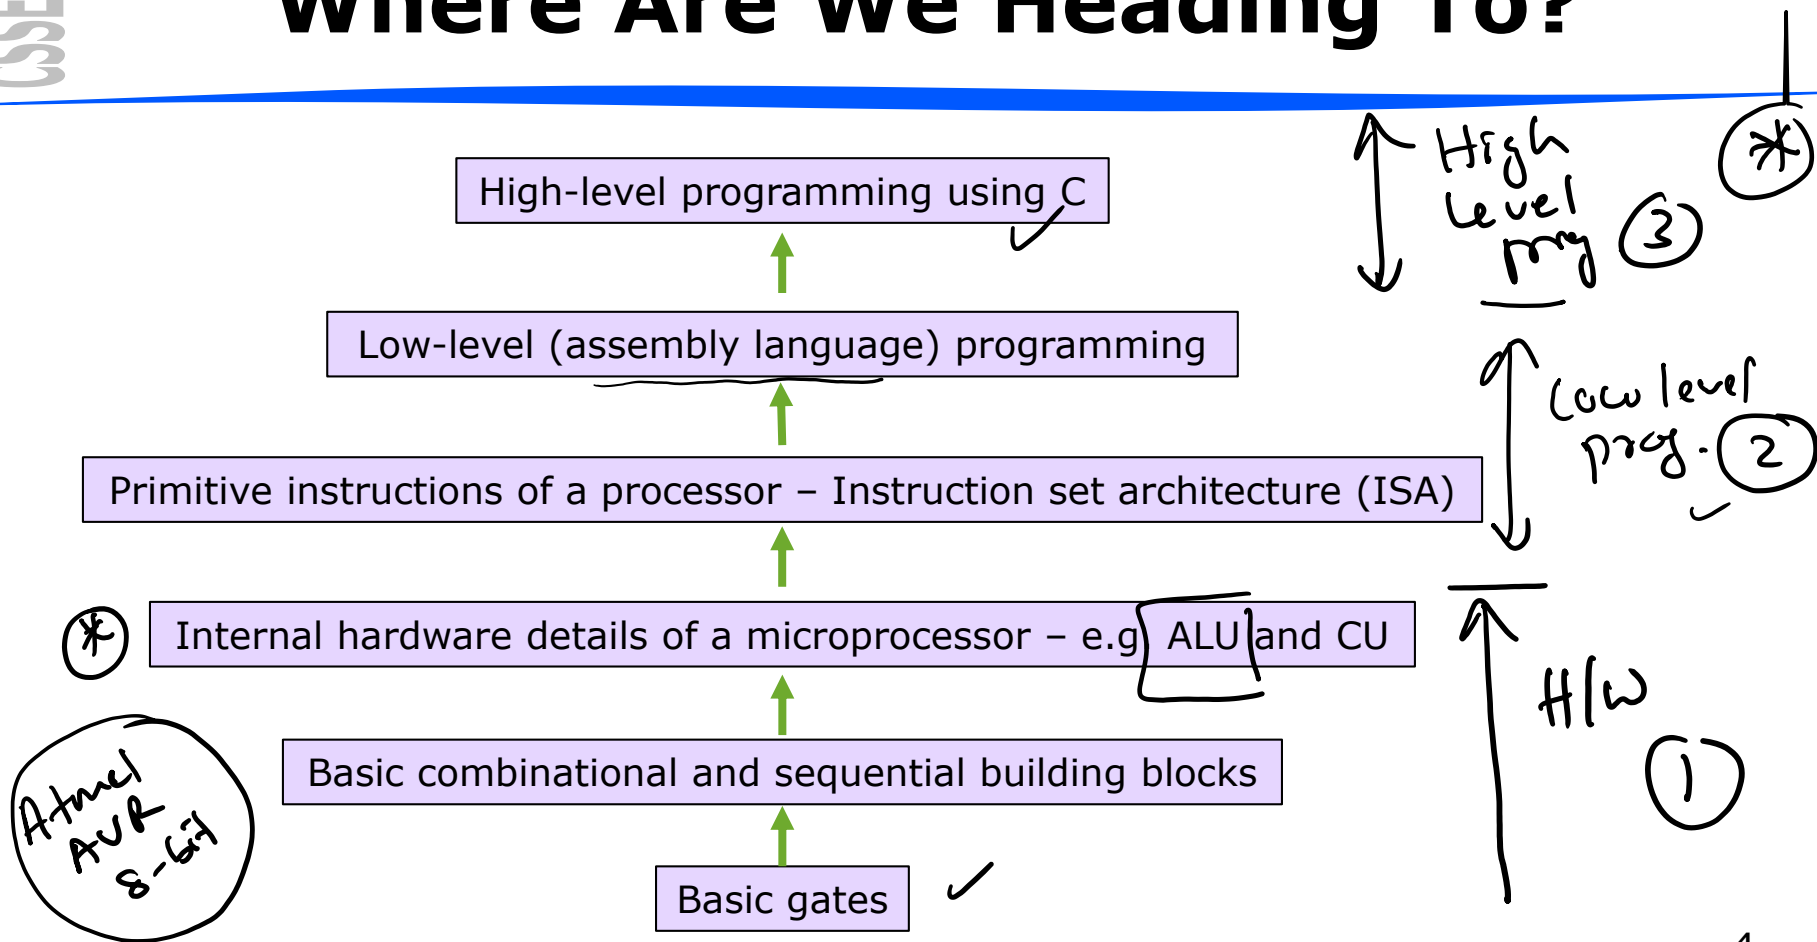 Where Are We Heading To?
High-level programming using C
High
Level
prog 3
Low-level (assembly language) programming
Low level
prog. 2
Primitive instructions of a processor – Instruction set architecture (ISA)
Internal hardware details of a microprocessor – e.g ALU and CU
H/W
1
Basic combinational and sequential building blocks
Atmel
AVR
8-bit
Basic gates